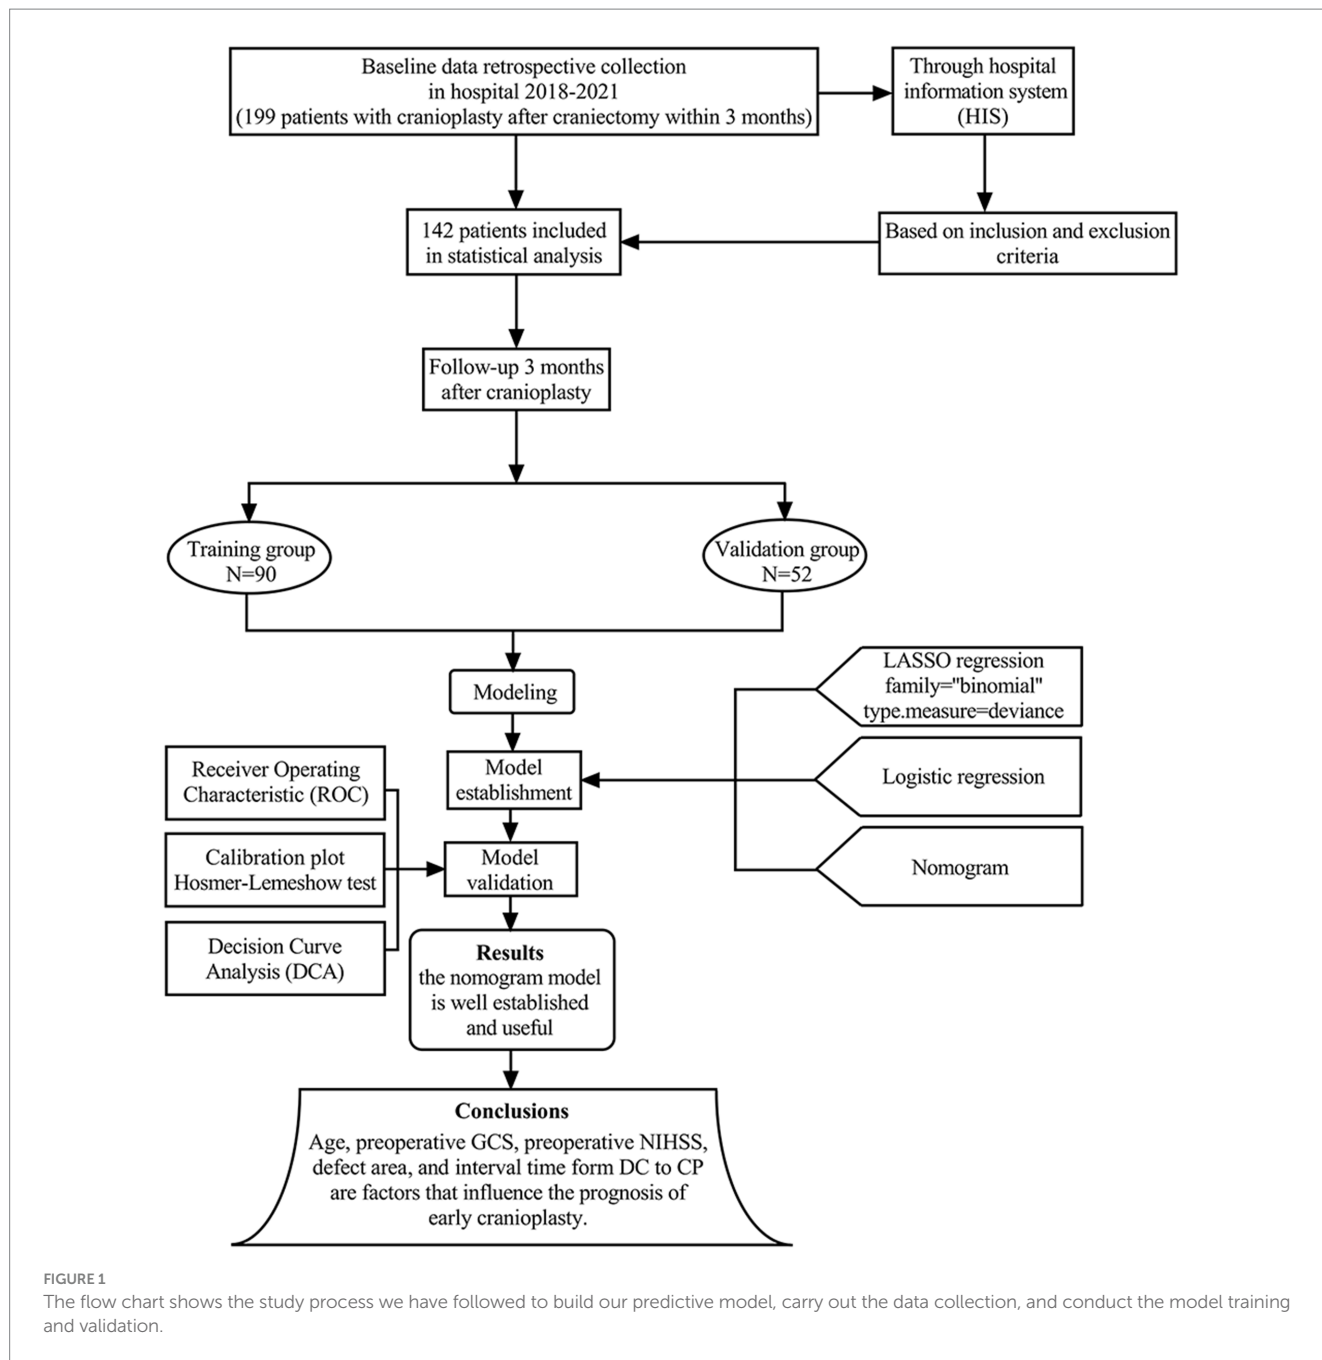 Baseline data retrospective collection
in hospital 2018-2021
(199 patients with cranioplasty after craniectomy within 3 months)
Through hospital
information system
(HIS)
142 patients included
in statistical analysis
Based on inclusion and exclusion
criteria
Follow-up 3 months
after cranioplasty
Training group
N=90
Validation group
N=52
Modeling
LASSO regression
family="binomial"
type.measure=deviance
Model
establishment
Logistic regression
Nomogram
Receiver Operating
Characteristic (ROC)
Calibration plot
Hosmer-Lemeshow test
Decision Curve
Analysis (DCA)
Model
validation
Results
the nomogram model
is well established
and useful
Conclusions
Age, preoperative GCS, preoperative NIHSS,
defect area, and interval time form DC to CP
are factors that influence the prognosis of
early cranioplasty.
FIGURE 1
The flow chart shows the study process we have followed to build our predictive model, carry out the data collection, and conduct the model training
and validation.